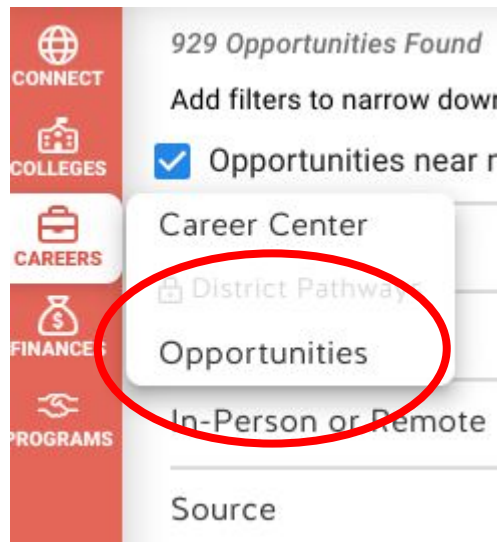 CONNECT
COLLEGES
CAREERS
FINANCES
PROGRAMS
929 Opportunities Found
Add filters to narrow down
Opportunities near
Career Center
District Pathways
Opportunities
In-Person or Remote
Source